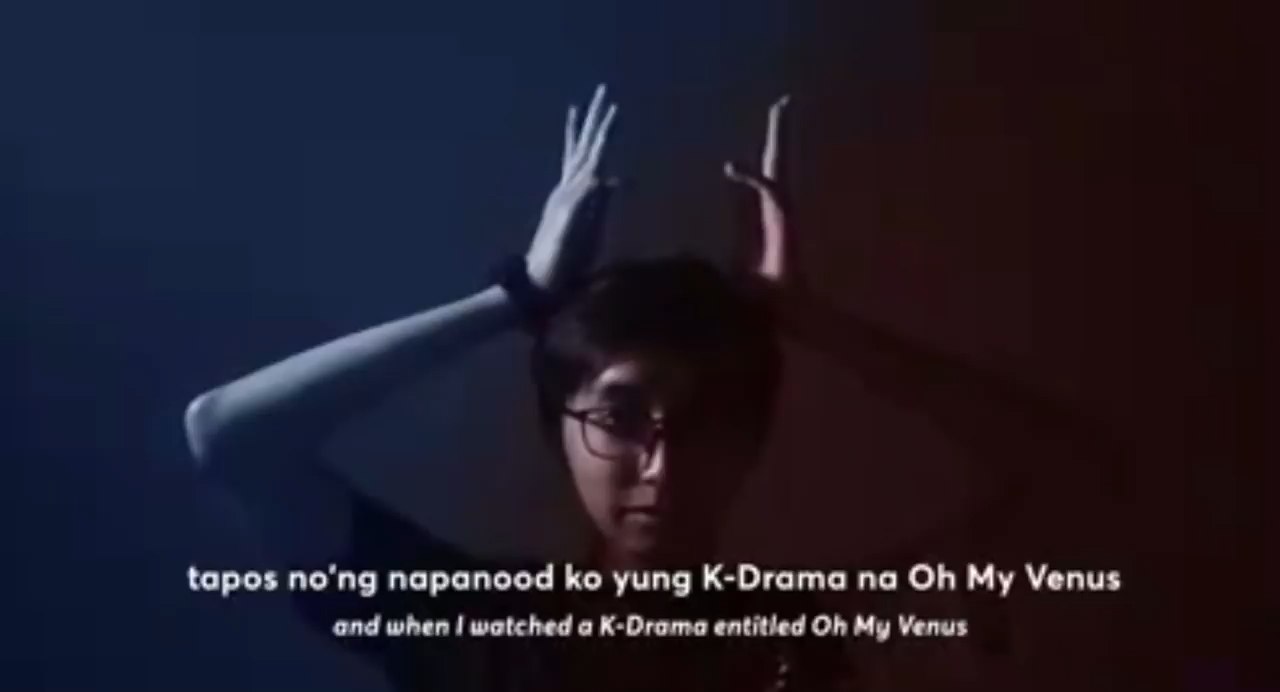 tapos no'ng napanood ko yung K-Drama na Oh My Venus
and when I watched a K-Drama entitled Oh My Venus